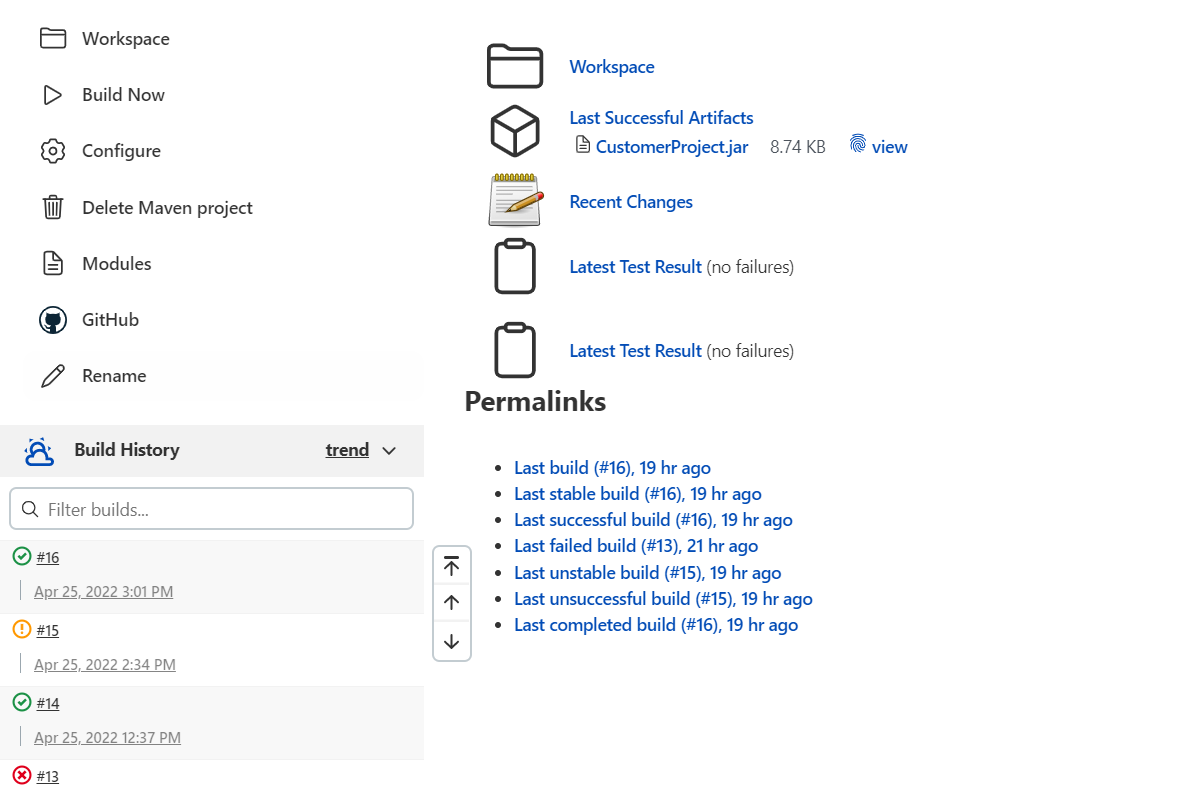 Workspace
Build Now
Configure
Delete Maven project
Modules
GitHub
Rename
Build History trend
Filter builds...
#16
Apr 25, 2022 3:01 PM
#15
Apr 25, 2022 2:34 PM
#14
Apr 25, 2022 12:37 PM
#13
Workspace
Last Successful Artifacts
CustomerProject.jar 8.74 KB view
Recent Changes
Latest Test Result (no failures)
Latest Test Result (no failures)
Permalinks
Last build (#16), 19 hr ago
Last stable build (#16), 19 hr ago
Last successful build (#16), 19 hr ago
Last failed build (#13), 21 hr ago
Last unstable build (#15), 19 hr ago
Last unsuccessful build (#15), 19 hr ago
Last completed build (#16), 19 hr ago